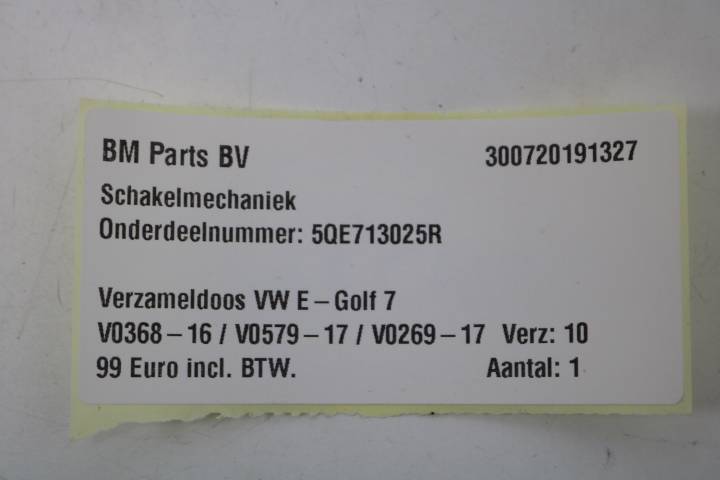 BM Parts BV 300720191327
Schakelmechaniek
Onderdeelnummer: 5QE713025R
Verzameldoos VW E – Golf 7
V0368 – 16 / V0579 – 17 / V0269 – 17 Verz: 10
99 Euro incl. BTW. Aantal: 1